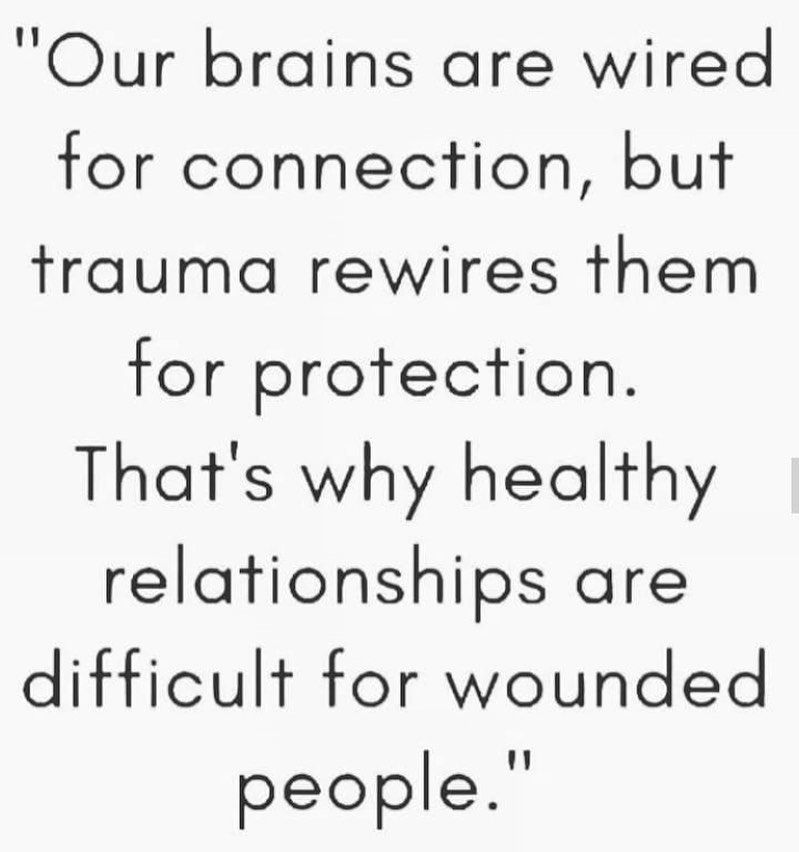 "Our brains are wired
for connection, but
trauma rewires them
for protection.
That's why healthy
relationships are
difficult for wounded
people."